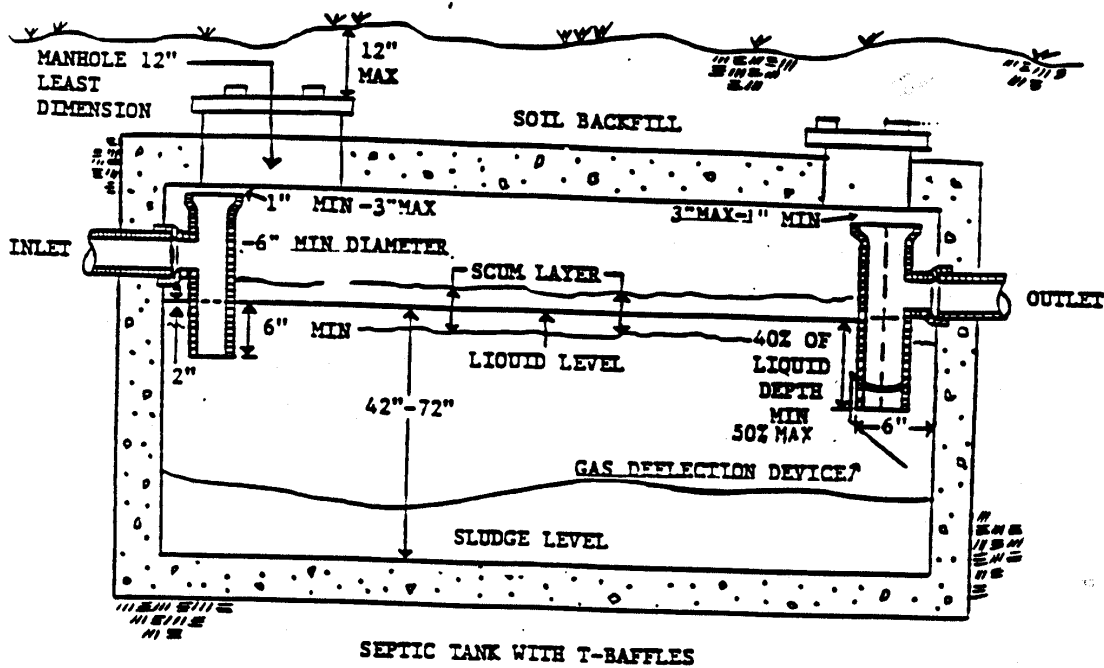 MANHOLE 12"
LEAST
DIMENSION
12"
MAX
SOIL BACKFILL
1" MIN -3"MAX
3"MAX-1" MIN
INLET
6" MIN DIAMETER
SCUM LAYER
OUTLET
6"
MIN
LIQUID LEVEL
2"
40% OF
LIQUID
DEPTH
MIN
50% MAX
6"
42"-72"
GAS DEFLECTION DEVICE
SLUDGE LEVEL
SEPTIC TANK WITH T-BAFFLES